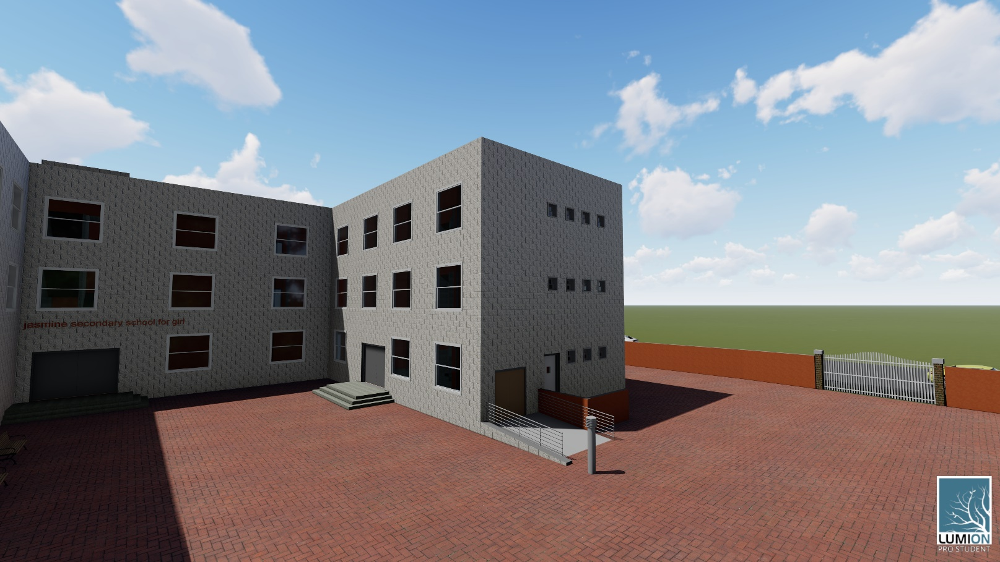 jasmine secondary school for girl
LUMION
PRO STUDENT